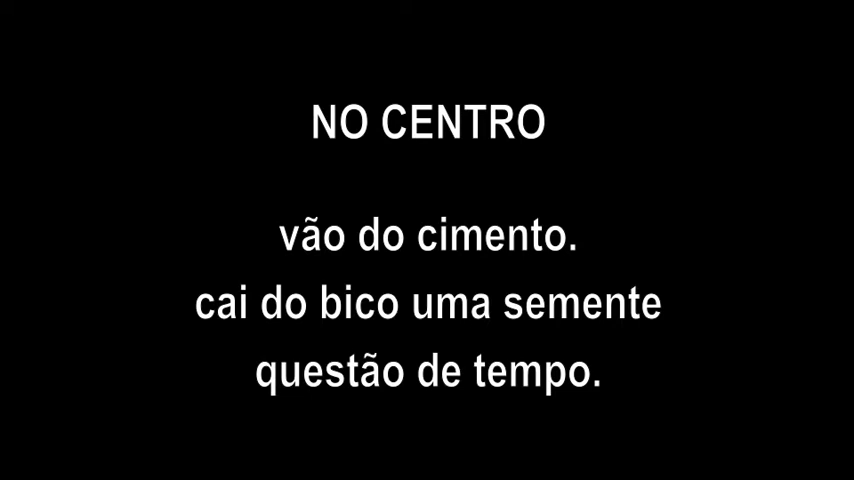 NO CENTRO
vão do cimento.
cai do bico uma semente
questão de tempo.